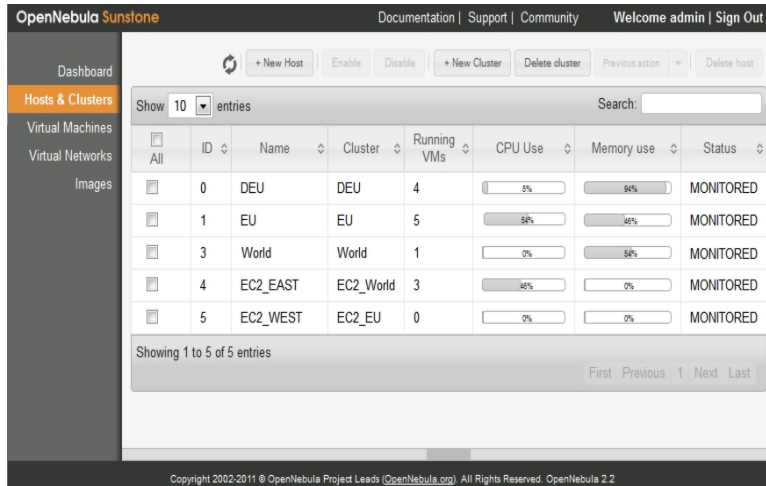 OpenNebula Sunstone Documentation | Support | Community Welcome admin | Sign Out
+ New Host Enable Disable + New Cluster Delete cluster Previous action Delete host
Dashboard
Hosts & Clusters
Virtual Machines
Virtual Networks
Images
Show 10 entries Search:
All ID Name Cluster Running VMs CPU Use Memory use Status
0 DEU DEU 4 5% 94% MONITORED
1 EU EU 5 54% 46% MONITORED
3 World World 1 0% 54% MONITORED
4 EC2_EAST EC2_World 3 46% 0% MONITORED
5 EC2_WEST EC2_EU 0 0% 0% MONITORED
Showing 1 to 5 of 5 entries
First Previous 1 Next Last
Copyright 2002-2011 © OpenNebula Project Leads (OpenNebula.org). All Rights Reserved. OpenNebula 2.2